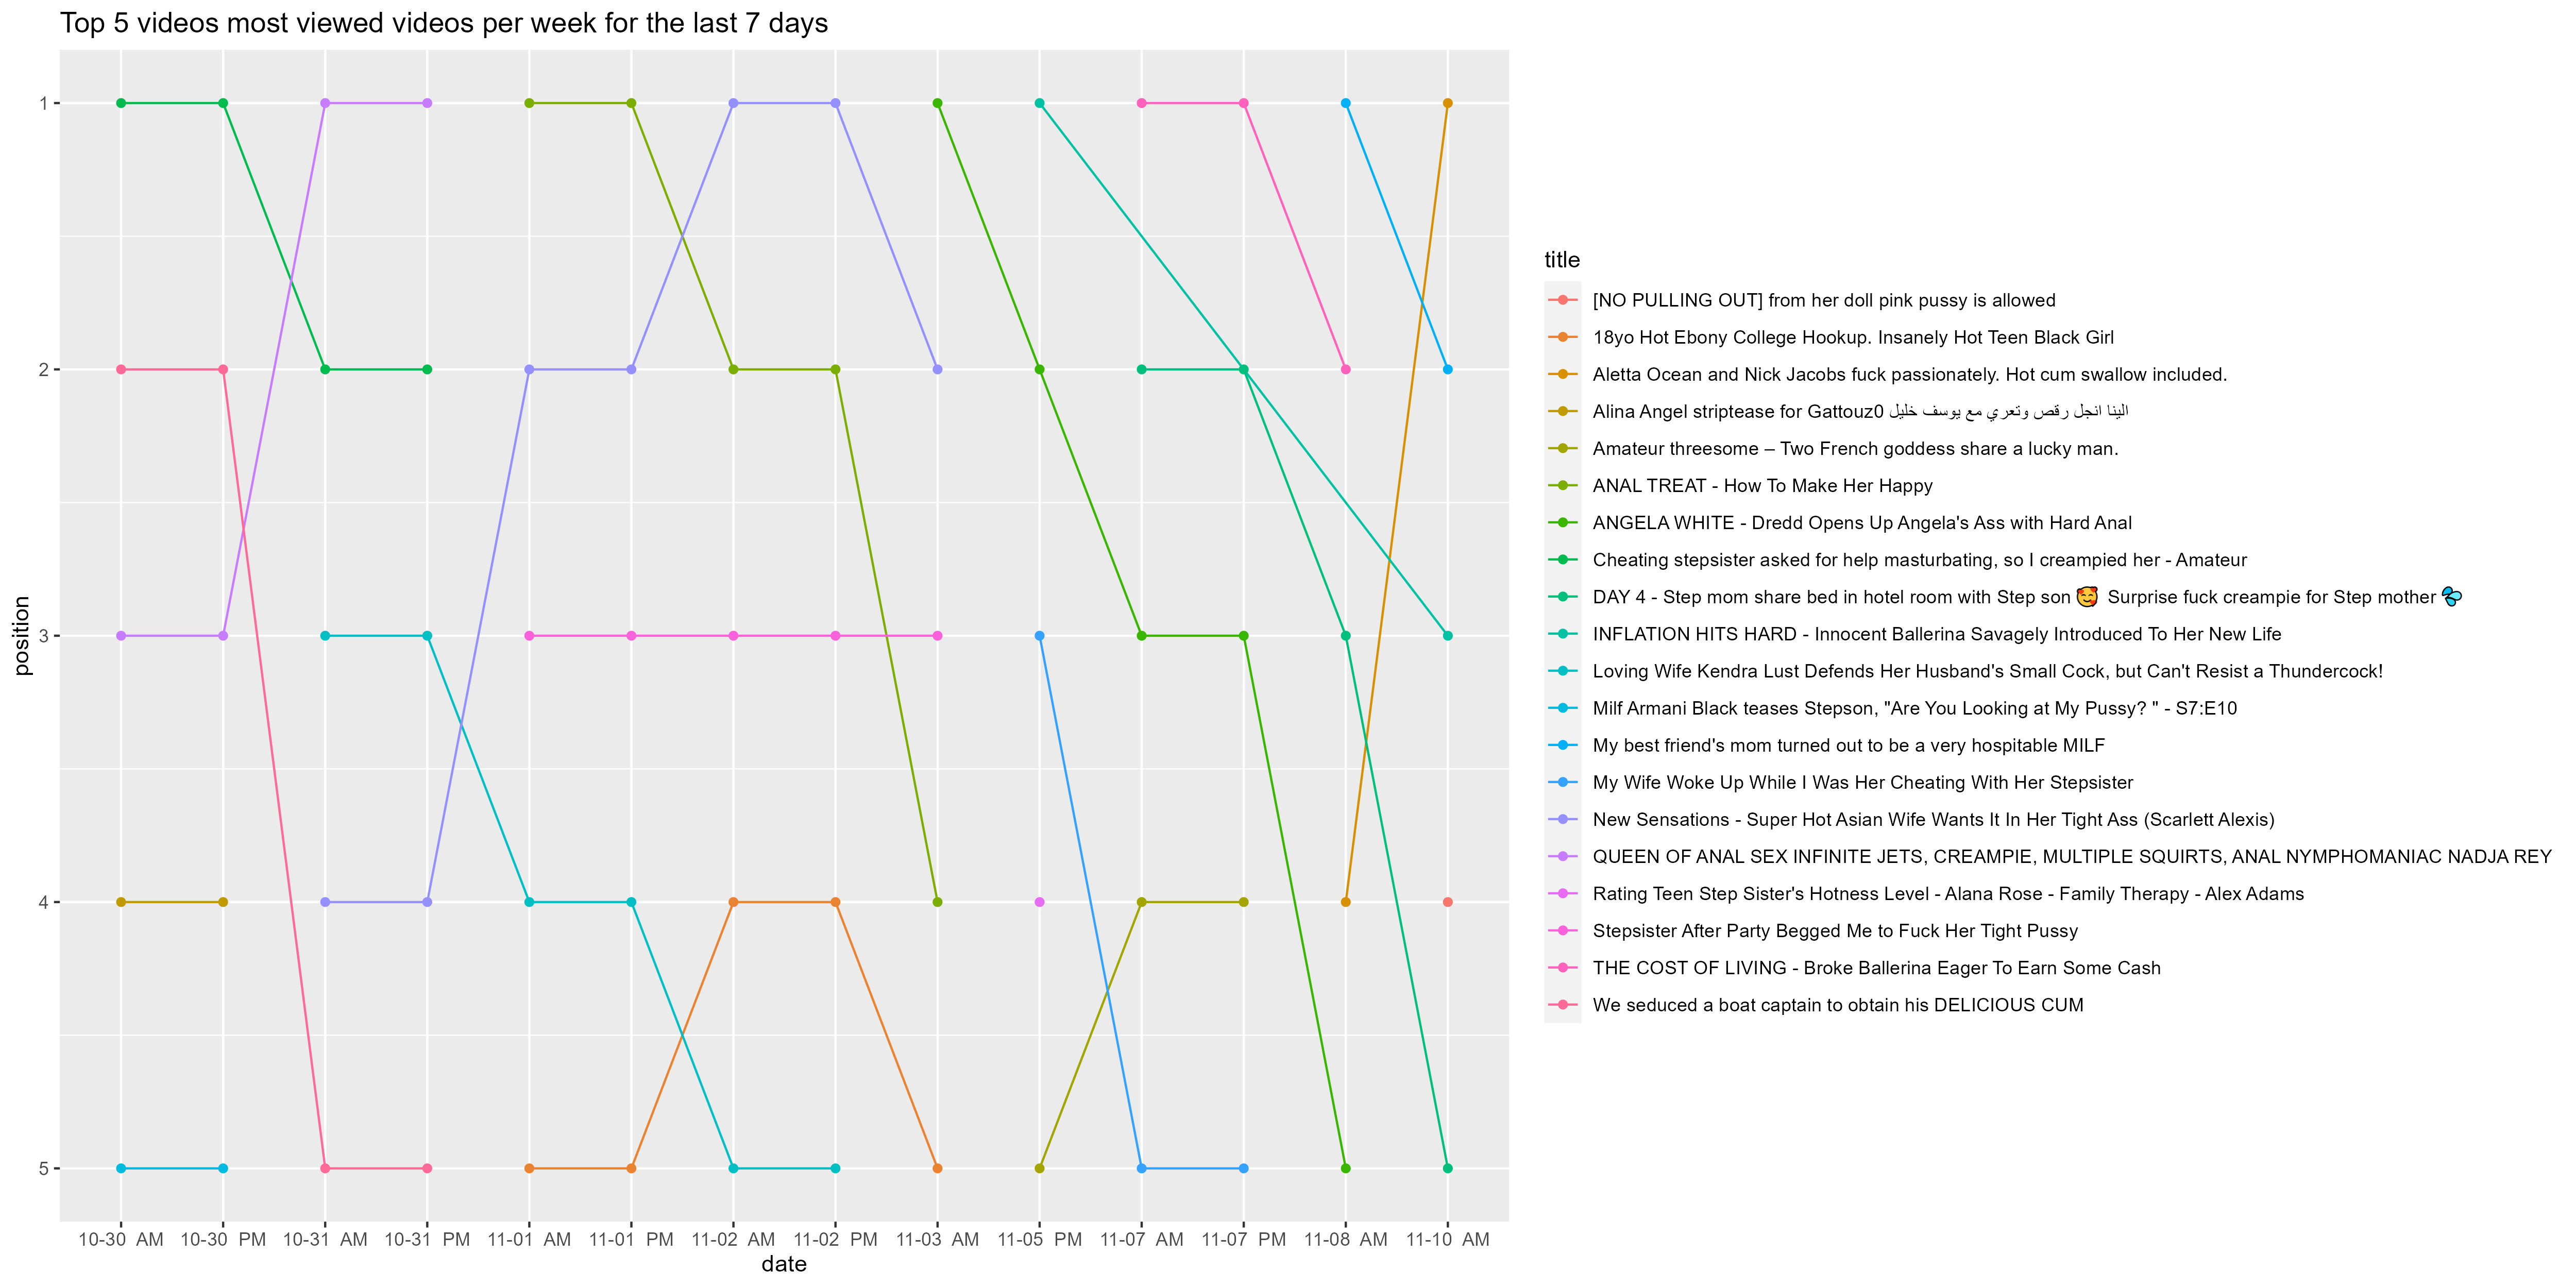 Top 5 videos most viewed videos per week for the last 7 days
position
1
2
3
4
5
10-30 AM 10-30 PM 10-31 AM 10-31 PM 11-01 AM 11-01 PM 11-02 AM 11-02 PM 11-03 AM 11-05 PM 11-07 AM 11-07 PM 11-08 AM 11-10 AM
date
title
[NO PULLING OUT] from her doll pink pussy is allowed
18yo Hot Ebony College Hookup. Insanely Hot Teen Black Girl
Aletta Ocean and Nick Jacobs fuck passionately. Hot cum swallow included.
Alina Angel striptease for Gattouz0 الينا انجل رقص وتعري مع يوسف خليل
Amateur threesome – Two French goddess share a lucky man.
ANAL TREAT - How To Make Her Happy
ANGELA WHITE - Dredd Opens Up Angela's Ass with Hard Anal
Cheating stepsister asked for help masturbating, so I creampied her - Amateur
DAY 4 - Step mom share bed in hotel room with Step son 🥰 Surprise fuck creampie for Step mother 💦
INFLATION HITS HARD - Innocent Ballerina Savagely Introduced To Her New Life
Loving Wife Kendra Lust Defends Her Husband's Small Cock, but Can't Resist a Thundercock!
Milf Armani Black teases Stepson, "Are You Looking at My Pussy? " - S7:E10
My best friend's mom turned out to be a very hospitable MILF
My Wife Woke Up While I Was Her Cheating With Her Stepsister
New Sensations - Super Hot Asian Wife Wants It In Her Tight Ass (Scarlett Alexis)
QUEEN OF ANAL SEX INFINITE JETS, CREAMPIE, MULTIPLE SQUIRTS, ANAL NYMPHOMANIAC NADJA REY
Rating Teen Step Sister's Hotness Level - Alana Rose - Family Therapy - Alex Adams
Stepsister After Party Begged Me to Fuck Her Tight Pussy
THE COST OF LIVING - Broke Ballerina Eager To Earn Some Cash
We seduced a boat captain to obtain his DELICIOUS CUM